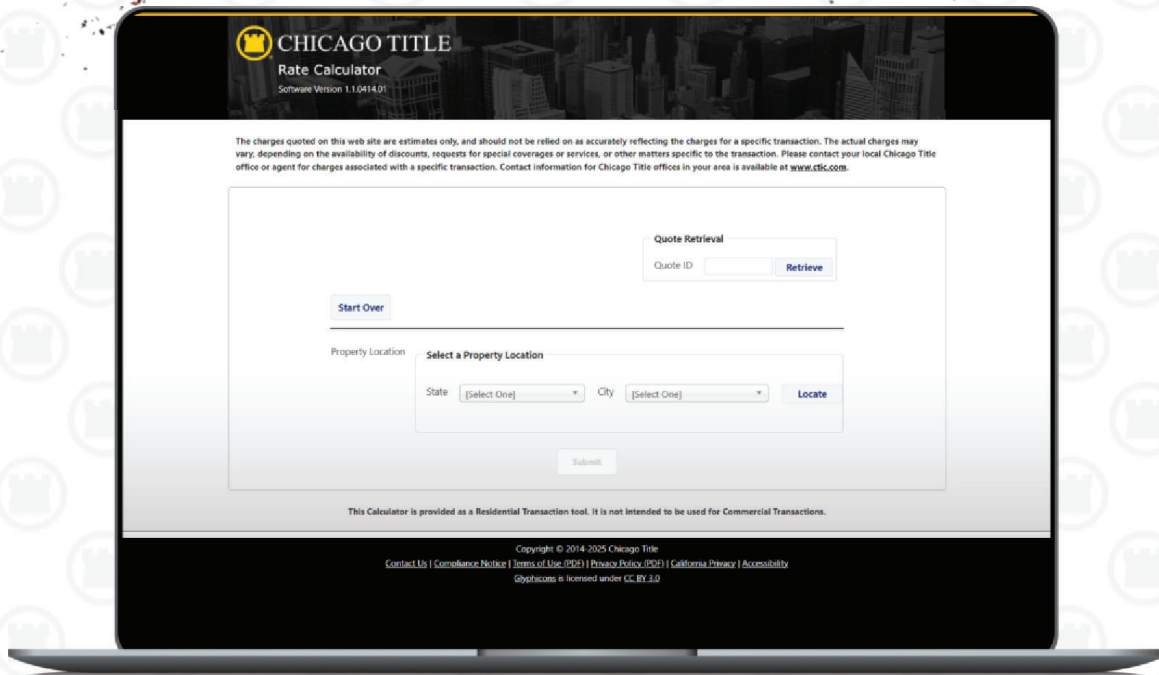 CHICAGO TITLE
Rate Calculator
Software Version 1.1.0414.01
The charges quoted on this web site are estimates only, and should not be relied on as accurately reflecting the charges for a specific transaction. The actual charges may
vary, depending on the availability of discounts, requests for special coverages or services, or other matters specific to the transaction. Please contact your local Chicago Title
office or agent for charges associated with a specific transaction. Contact information for Chicago Title offices in your area is available at www.ctic.com.
Quote Retrieval
Quote ID Retrieve
Start Over
Property Location Select a Property Location
State [Select One] City [Select One] Locate
Submit
This Calculator is provided as a Residential Transaction tool. It is not intended to be used for Commercial Transactions.
Copyright © 2014-2025 Chicago Title
Contact Us | Compliance Notice | Terms of Use (PDF) | Privacy Policy (PDF) | California Privacy | Accessibility
Glyphicons is licensed under CC BY 3.0